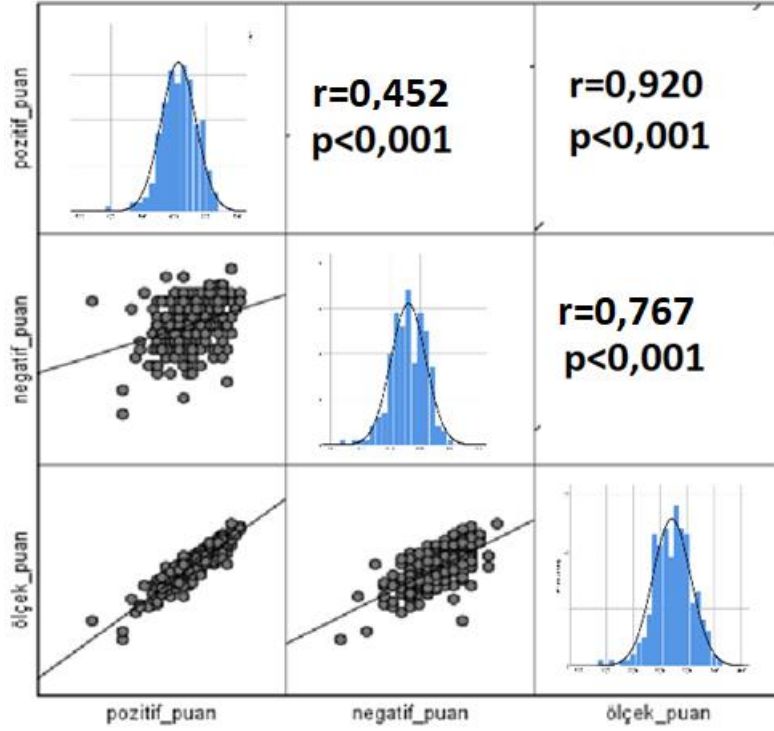 pozitif_puan
r=0,452
p<0,001
r=0,920
p<0,001
negatif_puan
r=0,767
p<0,001
ölçek_puan
pozitif_puan
negatif_puan
ölçek_puan